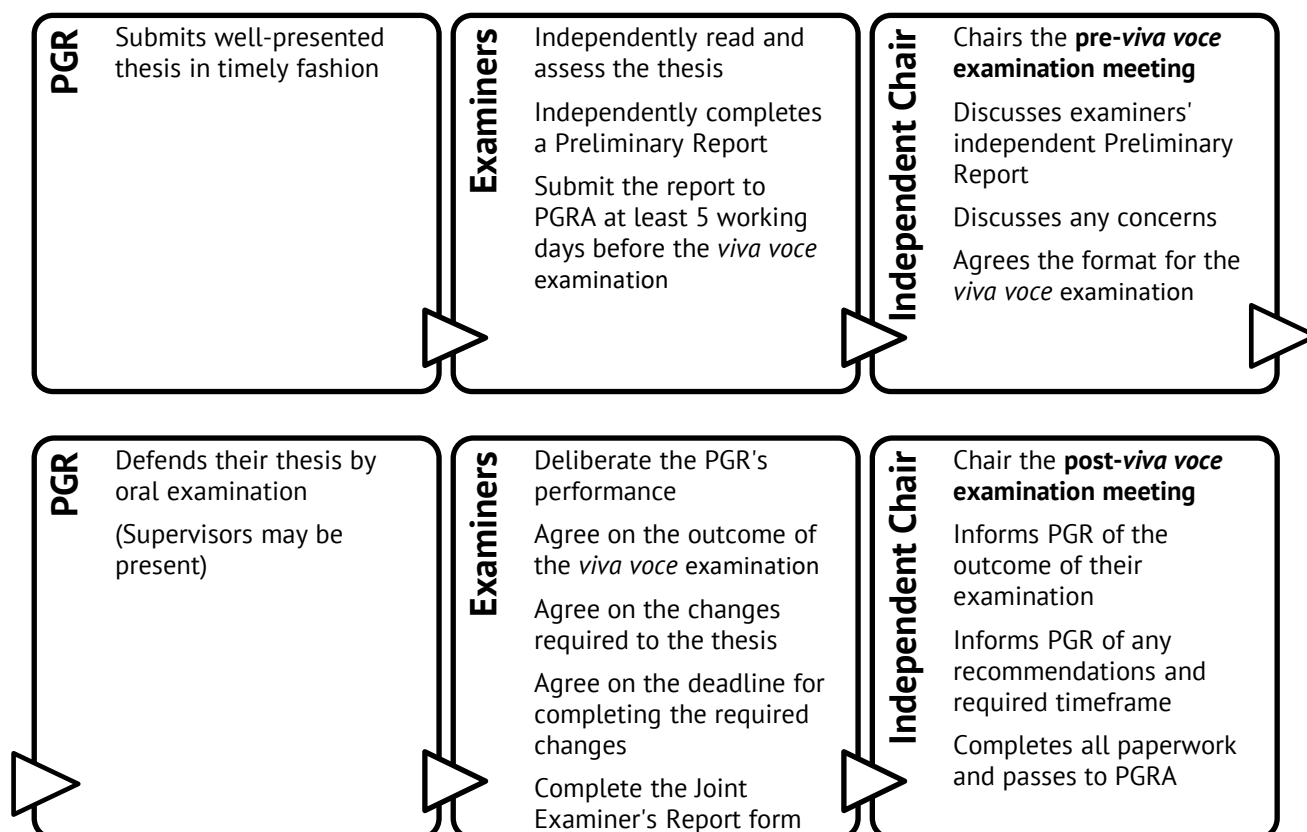 PGR
Submits well-presented
thesis in timely fashion
Examiners
Independently read and
assess the thesis
Independently completes
a Preliminary Report
Submit the report to
PGRA at least 5 working
days before the viva voce
examination
Independent Chair
Chairs the pre-viva voce
examination meeting
Discusses examiners'
independent Preliminary
Report
Discusses any concerns
Agrees the format for the
viva voce examination
PGR
Defends their thesis by
oral examination
(Supervisors may be
present)
Examiners
Deliberate the PGR's
performance
Agree on the outcome of
the viva voce examination
Agree on the changes
required to the thesis
Agree on the deadline for
completing the required
changes
Complete the Joint
Examiner's Report form
Independent Chair
Chair the post-viva voce
examination meeting
Informs PGR of the
outcome of their
examination
Informs PGR of any
recommendations and
required timeframe
Completes all paperwork
and passes to PGRA